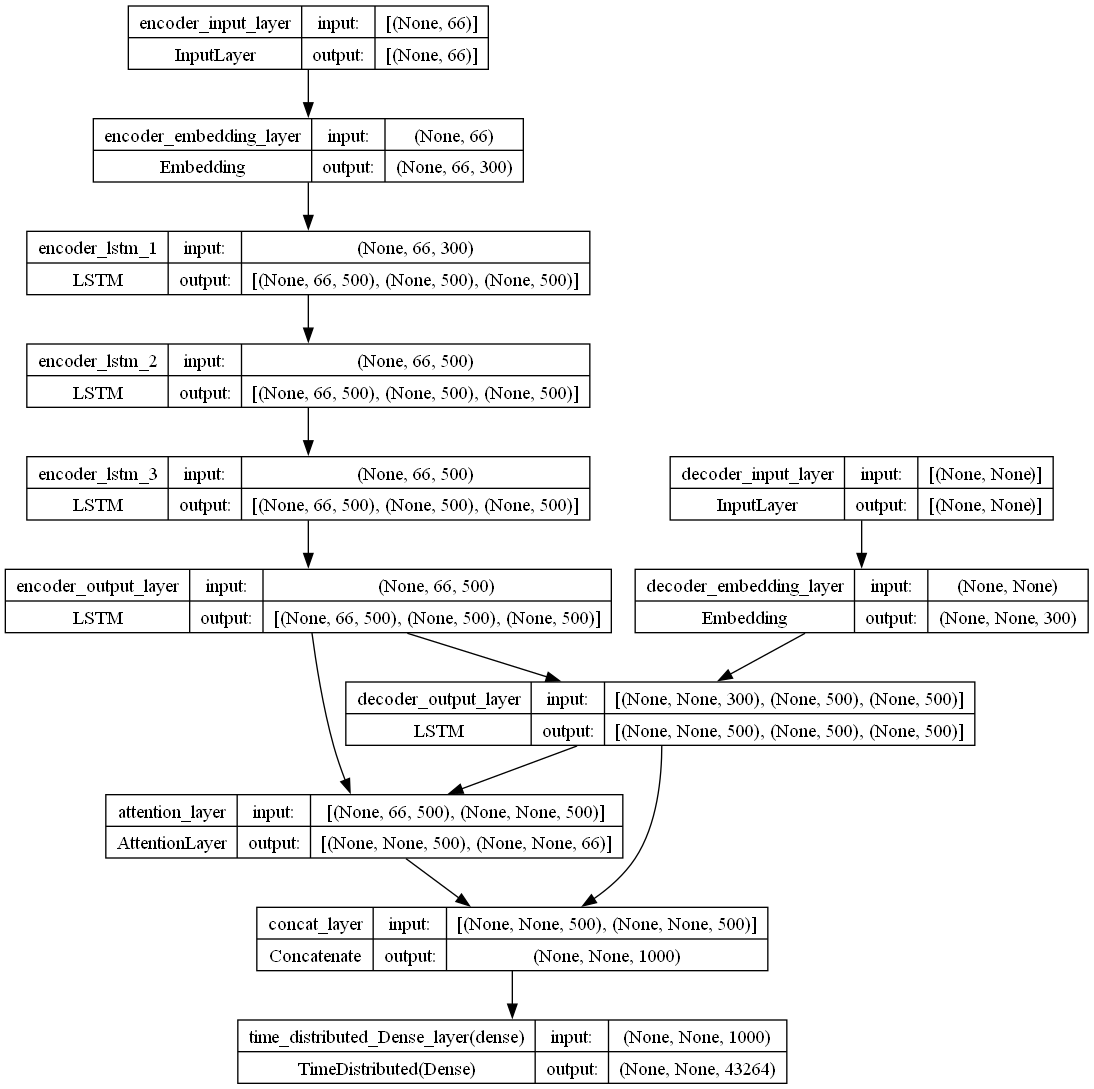 encoder_input_layer input: [(None, 66)]
InputLayer output: [(None, 66)]
encoder_embedding_layer input: (None, 66)
Embedding output: (None, 66, 300)
encoder_lstm_1 input: (None, 66, 300)
LSTM output: [(None, 66, 500), (None, 500), (None, 500)]
encoder_lstm_2 input: (None, 66, 500)
LSTM output: [(None, 66, 500), (None, 500), (None, 500)]
encoder_lstm_3 input: (None, 66, 500)
LSTM output: [(None, 66, 500), (None, 500), (None, 500)]
decoder_input_layer input: [(None, None)]
InputLayer output: [(None, None)]
encoder_output_layer input: (None, 66, 500)
LSTM output: [(None, 66, 500), (None, 500), (None, 500)]
decoder_embedding_layer input: (None, None)
Embedding output: (None, None, 300)
decoder_output_layer input: [(None, None, 300), (None, 500), (None, 500)]
LSTM output: [(None, None, 500), (None, 500), (None, 500)]
attention_layer input: [(None, 66, 500), (None, None, 500)]
AttentionLayer output: [(None, None, 500), (None, None, 66)]
concat_layer input: [(None, None, 500), (None, None, 500)]
Concatenate output: (None, None, 1000)
time_distributed_Dense_layer(dense) input: (None, None, 1000)
TimeDistributed(Dense) output: (None, None, 43264)